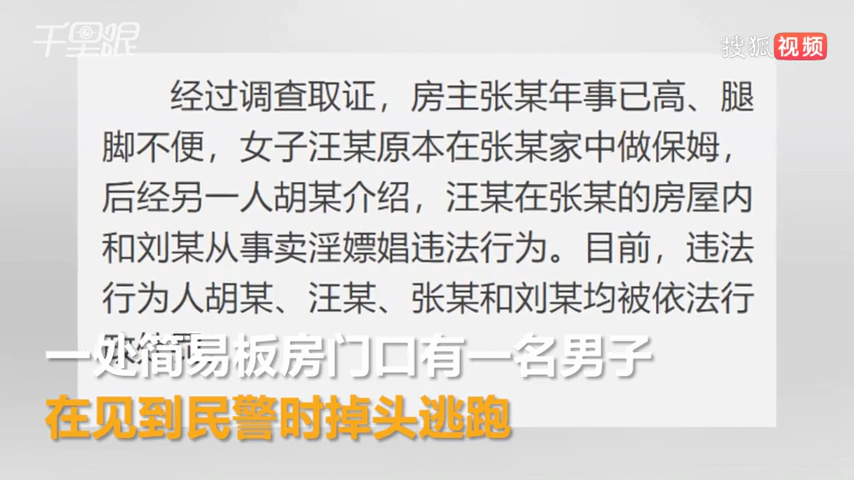 千里眼
搜狐视频
经过调查取证，房主张某年事已高、腿
脚不便，女子汪某原本在张某家中做保姆，
后经另一人胡某介绍，汪某在张某的房屋内
和刘某从事卖淫嫖娼违法行为。目前，违法
行为人胡某、汪某、张某和刘某均被依法行
一处简易板房门口有一名男子
在见到民警时掉头逃跑